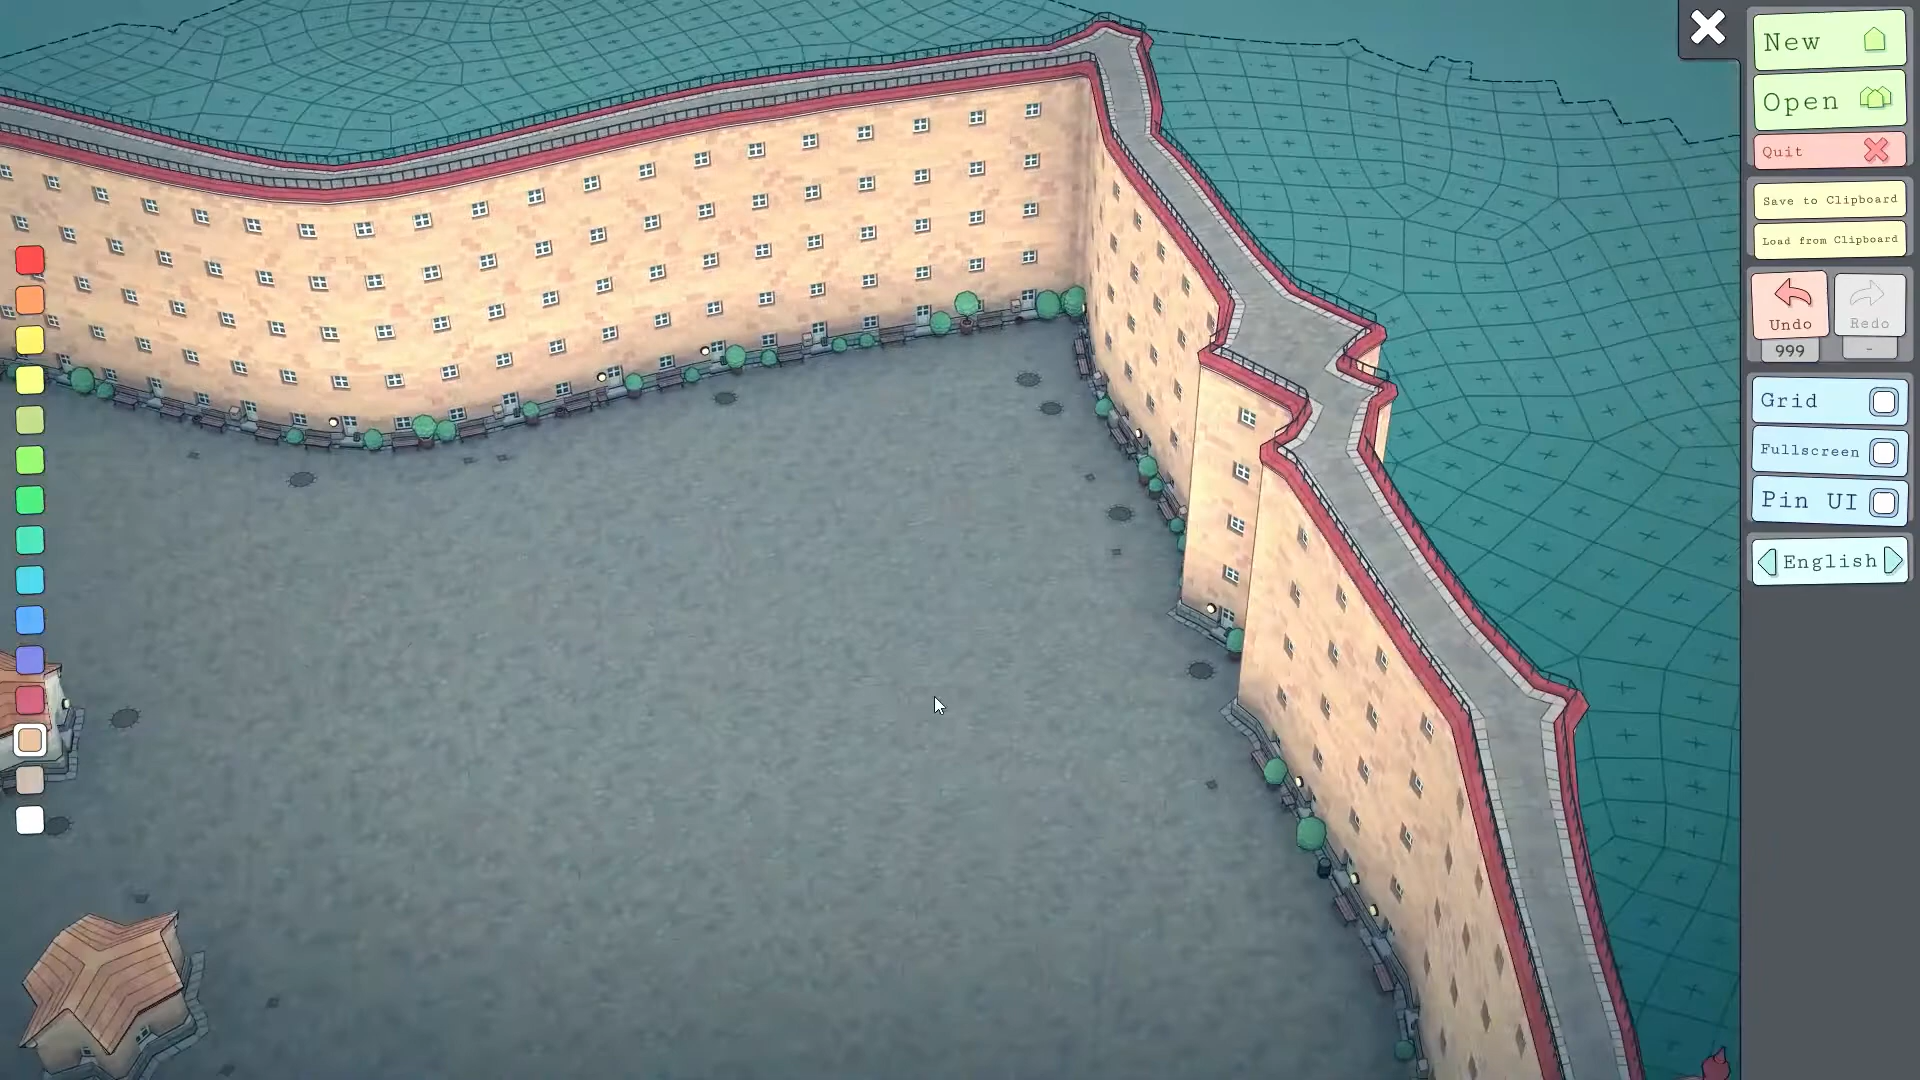 New
Open
Quit
Save to Clipboard
Load from Clipboard
Undo
Redo
999
-
Grid
Fullscreen
Pin UI
English